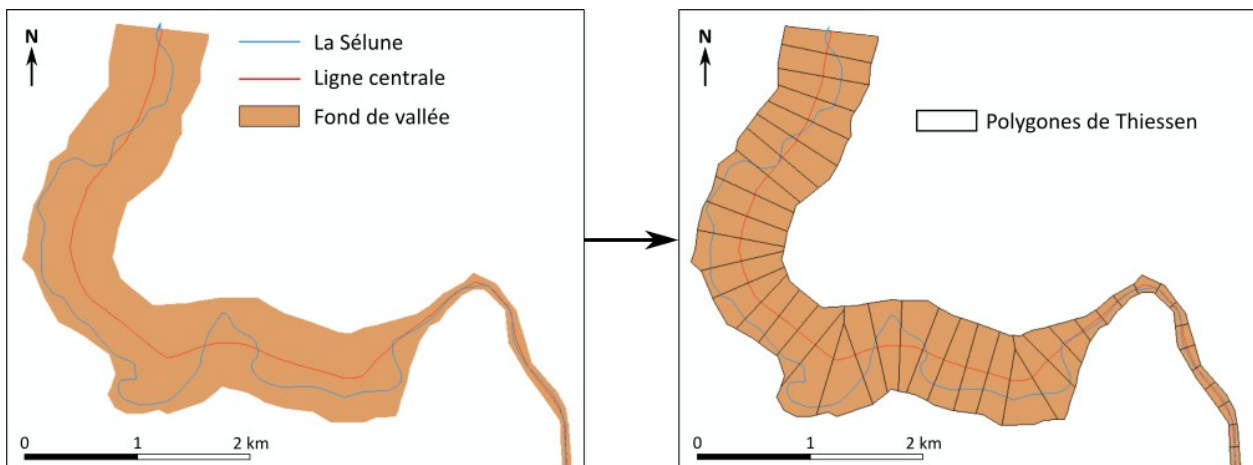 N
La Sélune
Ligne centrale
Fond de vallée
0 1 2 km
N
Polygones de Thiessen
0 1 2 km